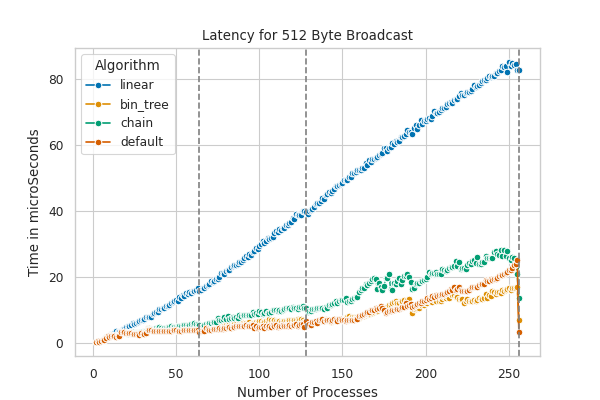 Latency for 512 Byte Broadcast
Algorithm
linear
bin_tree
chain
default
Time in microSeconds
80
60
40
20
0
0 50 100 150 200 250
Number of Processes